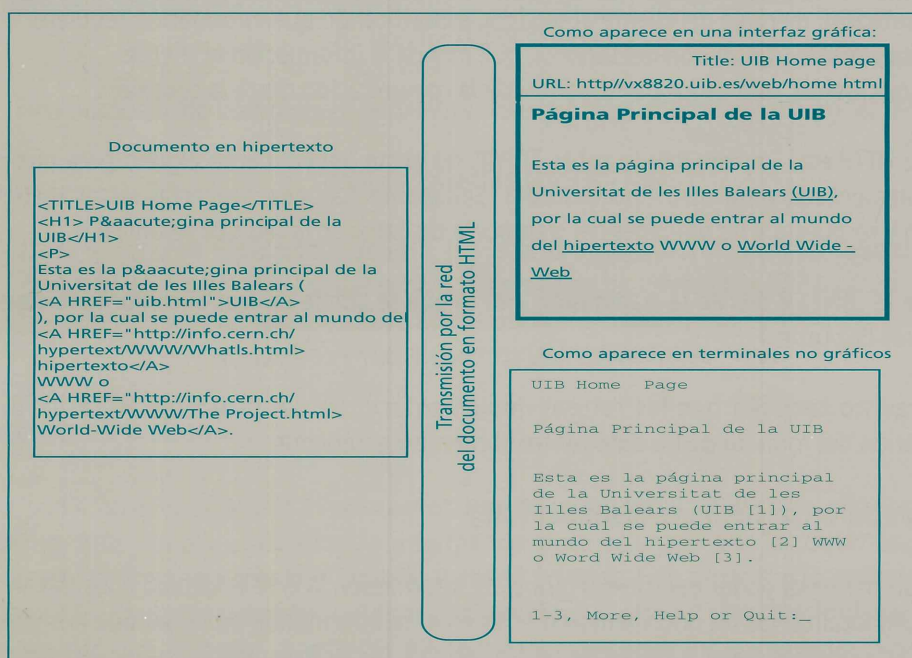 Documento en hipertexto
<TITLE>UIB Home Page</TITLE>
<H1> P&aacute;gina principal de la
UIB</H1>
<P>
Esta es la p&aacute;gina principal de la
Universitat de les Illes Balears (
<A HREF="uib.html">UIB</A>
), por la cual se puede entrar al mundo del
<A HREF="http://info.cern.ch/
hypertext/WWW/WhatIs.html>
hipertexto</A>
WWW o
<A HREF="http://info.cern.ch/
hypertext/WWW/The Project.html>
World-Wide Web</A>.
Transmisión por la red
del documento en formato HTML
Como aparece en una interfaz gráfica:
Title: UIB Home page
URL: http//vx8820.uib.es/web/home html
Página Principal de la UIB
Esta es la página principal de la
Universitat de les Illes Balears (UIB),
por la cual se puede entrar al mundo
del hipertexto WWW o World Wide -
Web
Como aparece en terminales no gráficos
UIB Home Page
Página Principal de la UIB
Esta es la página principal
de la Universitat de les
Illes Balears (UIB [1]), por
la cual se puede entrar al
mundo del hipertexto [2] WWW
o Word Wide Web [3].
1-3, More, Help or Quit:_